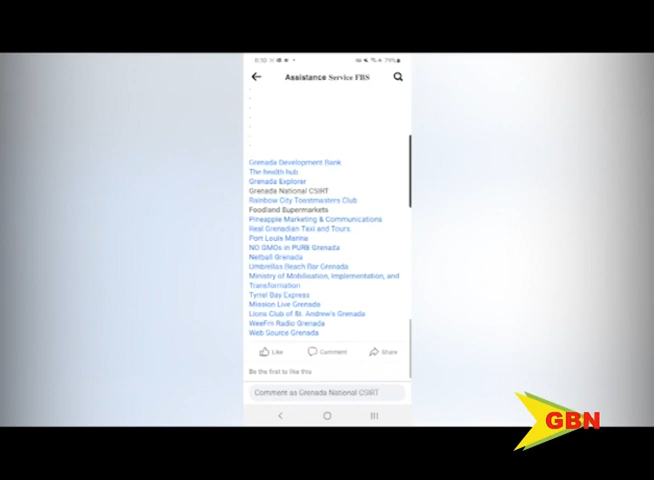 6:10
79%
Assistance Service FBS
Grenada Development Bank
The health hub
Grenada Explorer
Grenada National CSIRT
Rainbow City Toastmasters Club
Foodland Supermarkets
Pineapple Marketing & Communications
Real Grenadian Taxi and Tours
Port Louis Marina
NO GMOs in PURE Grenada
Netball Grenada
Umbrellas Beach Bar Grenada
Ministry of Mobilisation, Implementation, and
Transformation
Tyrrel Bay Express
Mission Live Grenada
Lions Club of St. Andrew's Grenada
WeeFm Radio Grenada
Web Source Grenada
Like Comment Share
Be the first to like this
Comment as Grenada National CSIRT
GBN